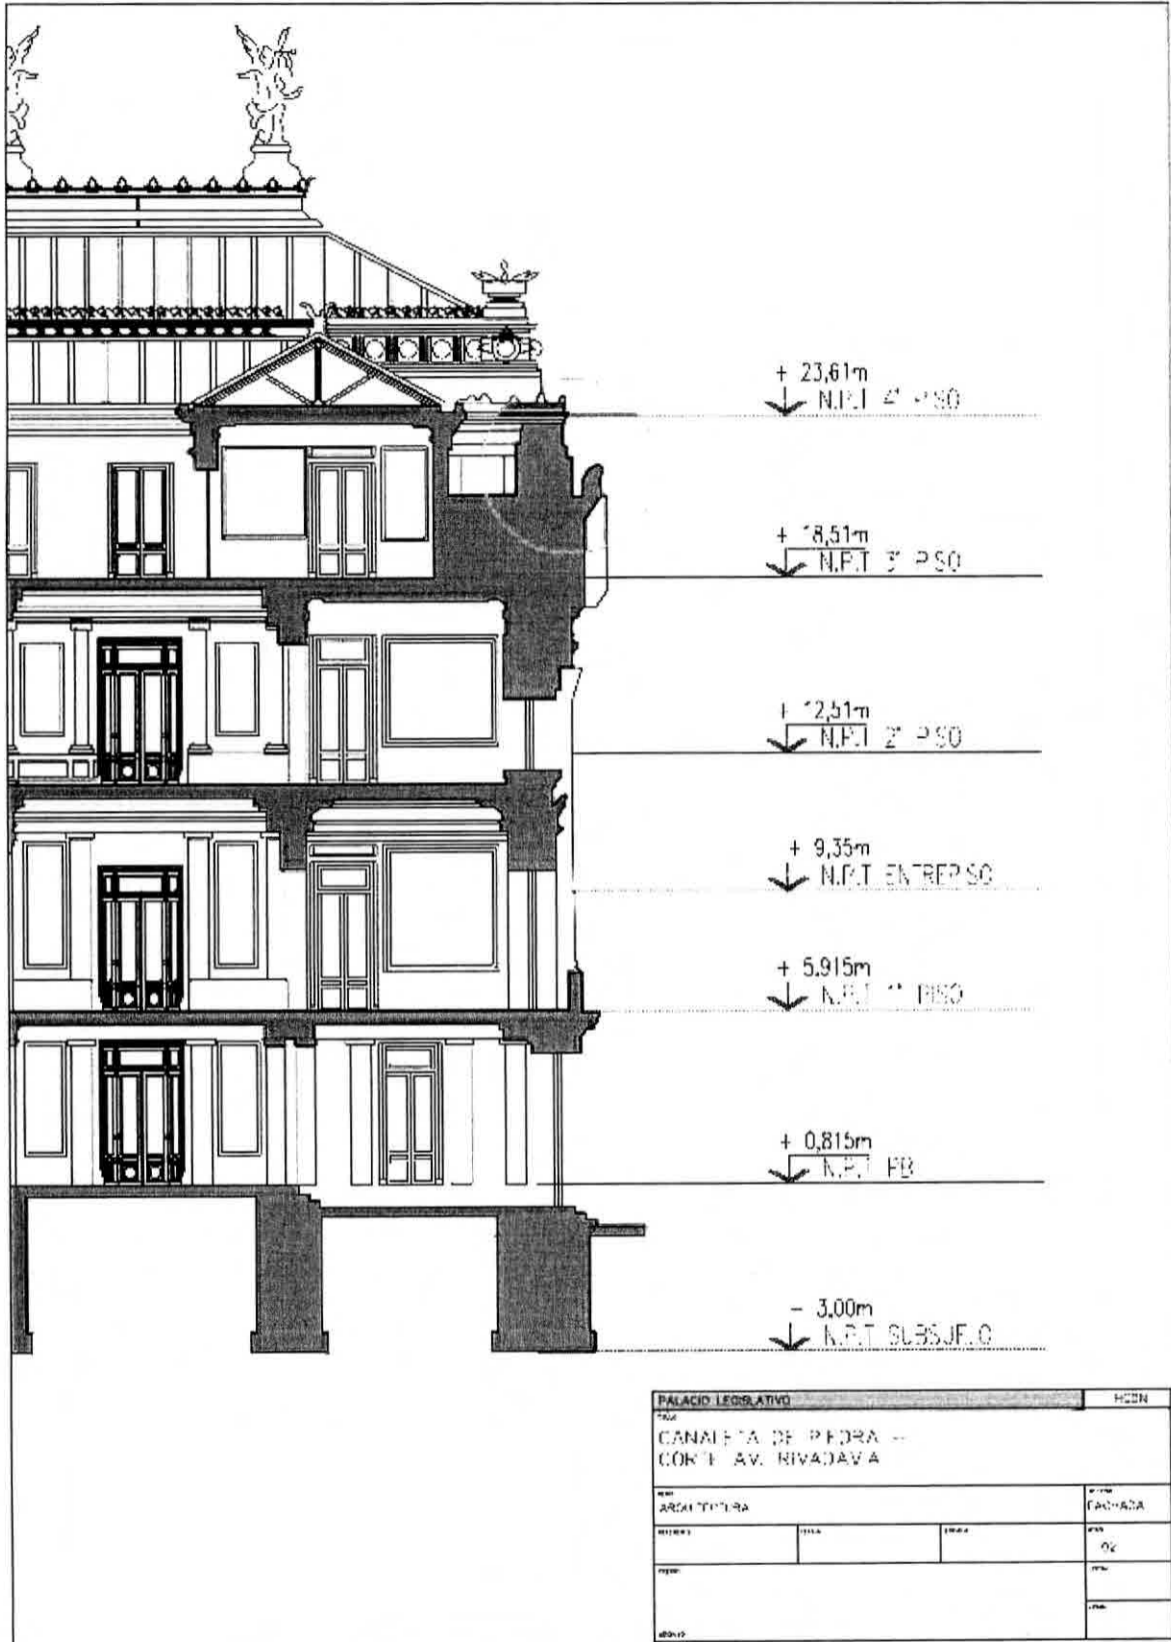 + 23,61m
N.P.T 4° PISO
+ 18,51m
N.P.T 3° PISO
+ 12,51m
N.P.T 2° PISO
+ 9,35m
N.P.T ENTREPISO
+ 5.915m
N.P.T 1° PISO
+ 0,815m
N.P.T PB
- 3.00m
N.P.T SUBSUELO
PALACIO LEGISLATIVO HCDN
CANALETA DE PIEDRA -
CORTE AV. RIVADAVIA
ARQUITECTURA FACHADA
02